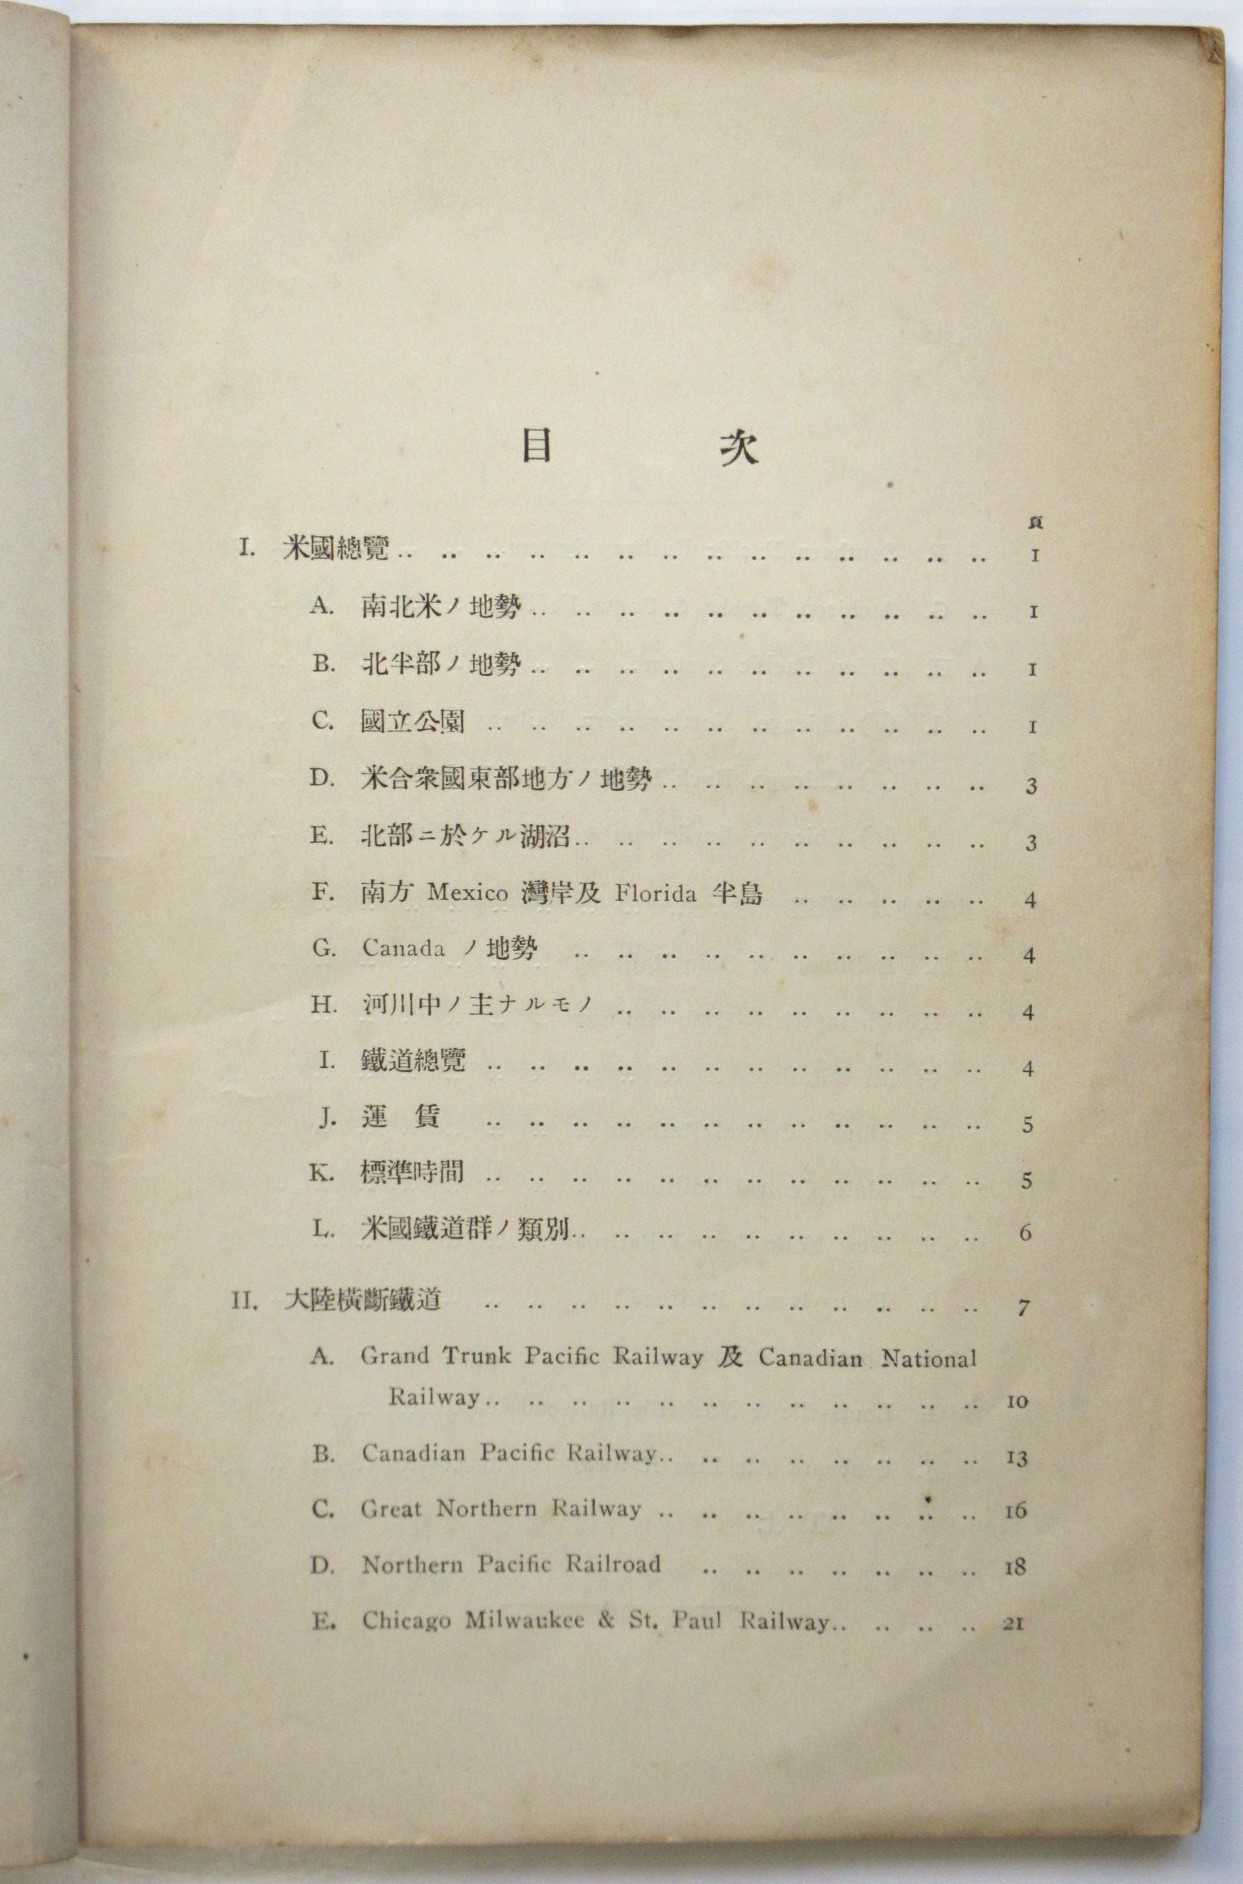 目次
頁
I. 米國總覽.. .. .. .. .. .. .. .. .. .. .. .. .. .. 1
A. 南北米ノ地勢.. .. .. .. .. .. .. .. .. .. .. 1
B. 北半部ノ地勢.. .. .. .. .. .. .. .. .. .. .. 1
C. 國立公園 .. .. .. .. .. .. .. .. .. .. .. .. 1
D. 米合衆國東部地方ノ地勢.. .. .. .. .. .. .. .. 3
E. 北部ニ於ケル湖沼.. .. .. .. .. .. .. .. .. .. 3
F. 南方 Mexico 灣岸及 Florida 半島 .. .. .. .. .. 4
G. Canada ノ地勢 .. .. .. .. .. .. .. .. .. .. 4
H. 河川中ノ主ナルモノ .. .. .. .. .. .. .. .. .. 4
I. 鐵道總覽 .. .. .. .. .. .. .. .. .. .. .. .. 4
J. 運賃 .. .. .. .. .. .. .. .. .. .. .. .. 5
K. 標準時間 .. .. .. .. .. .. .. .. .. .. .. .. 5
L. 米國鐵道群ノ類別.. .. .. .. .. .. .. .. .. .. 6
II. 大陸橫斷鐵道 .. .. .. .. .. .. .. .. .. .. .. .. 7
A. Grand Trunk Pacific Railway 及 Canadian National
Railway.. .. .. .. .. .. .. .. .. .. .. .. 10
B. Canadian Pacific Railway.. .. .. .. .. .. .. .. 13
C. Great Northern Railway .. .. .. .. .. .. .. .. 16
D. Northern Pacific Railroad .. .. .. .. .. .. .. 18
E. Chicago Milwaukee & St. Paul Railway.. .. .. .. 21